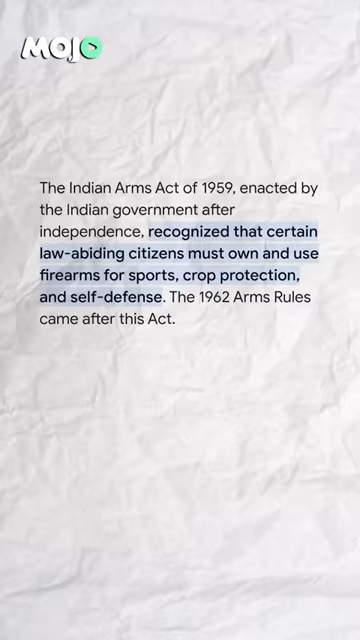 MOJO
The Indian Arms Act of 1959, enacted by
the Indian government after
independence, recognized that certain
law-abiding citizens must own and use
firearms for sports, crop protection,
and self-defense. The 1962 Arms Rules
came after this Act.